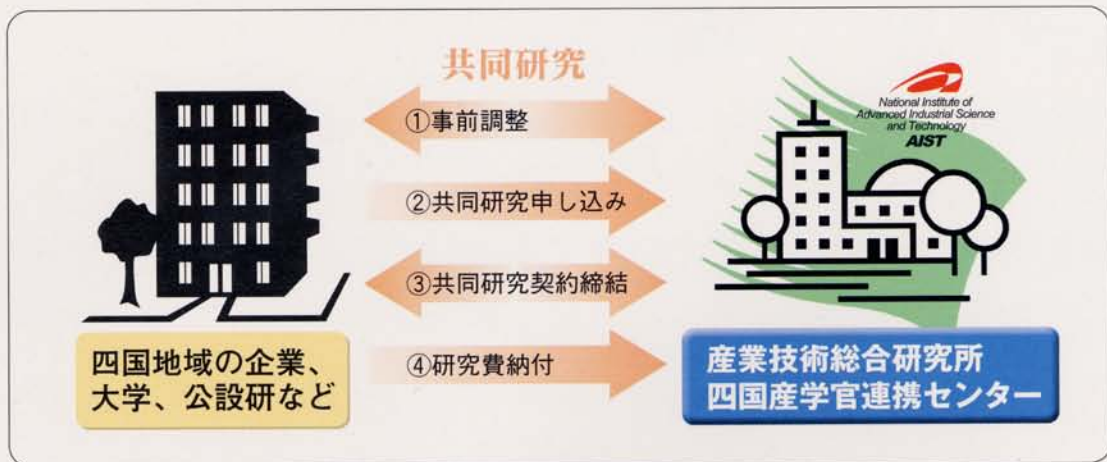 共同研究
①事前調整
②共同研究申し込み
③共同研究契約締結
④研究費納付
四国地域の企業、
大学、公設研など
National Institute of
Advanced Industrial Science
and Technology
AIST
産業技術総合研究所
四国産学官連携センター